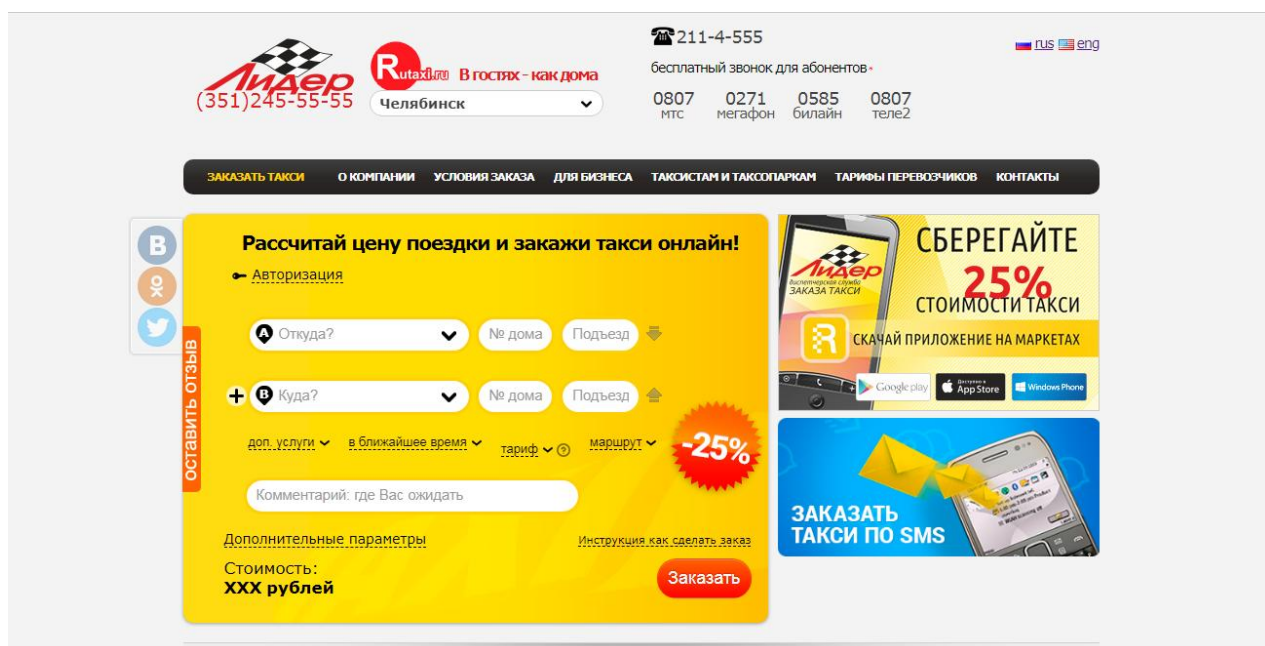 Лидер
(351)245-55-55
Rutaxi.ru В гостях - как дома
Челябинск
211-4-555
бесплатный звонок для абонентов*
0807 0271 0585 0807
мтс мегафон билайн теле2
rus eng
ЗАКАЗАТЬ ТАКСИ О КОМПАНИИ УСЛОВИЯ ЗАКАЗА ДЛЯ БИЗНЕСА ТАКСИСТАМ И ТАКСОПАРКАМ ТАРИФЫ ПЕРЕВОЗЧИКОВ КОНТАКТЫ
В
ОСТАВИТЬ ОТЗЫВ
Рассчитай цену поездки и закажи такси онлайн!
Авторизация
A Откуда? № дома Подъезд
+ B Куда? № дома Подъезд
доп. услуги в ближайшее время тариф ? маршрут
-25%
Комментарий: где Вас ожидать
Дополнительные параметры Инструкция как сделать заказ
Стоимость:
XXX рублей
Заказать
Лидер
диспетчерская служба
ЗАКАЗА ТАКСИ
СБЕРЕГАЙТЕ
25%
СТОИМОСТИ ТАКСИ
R СКАЧАЙ ПРИЛОЖЕНИЕ НА МАРКЕТАХ
Google play Доступно в App Store Windows Phone
ЗАКАЗАТЬ
ТАКСИ ПО SMS